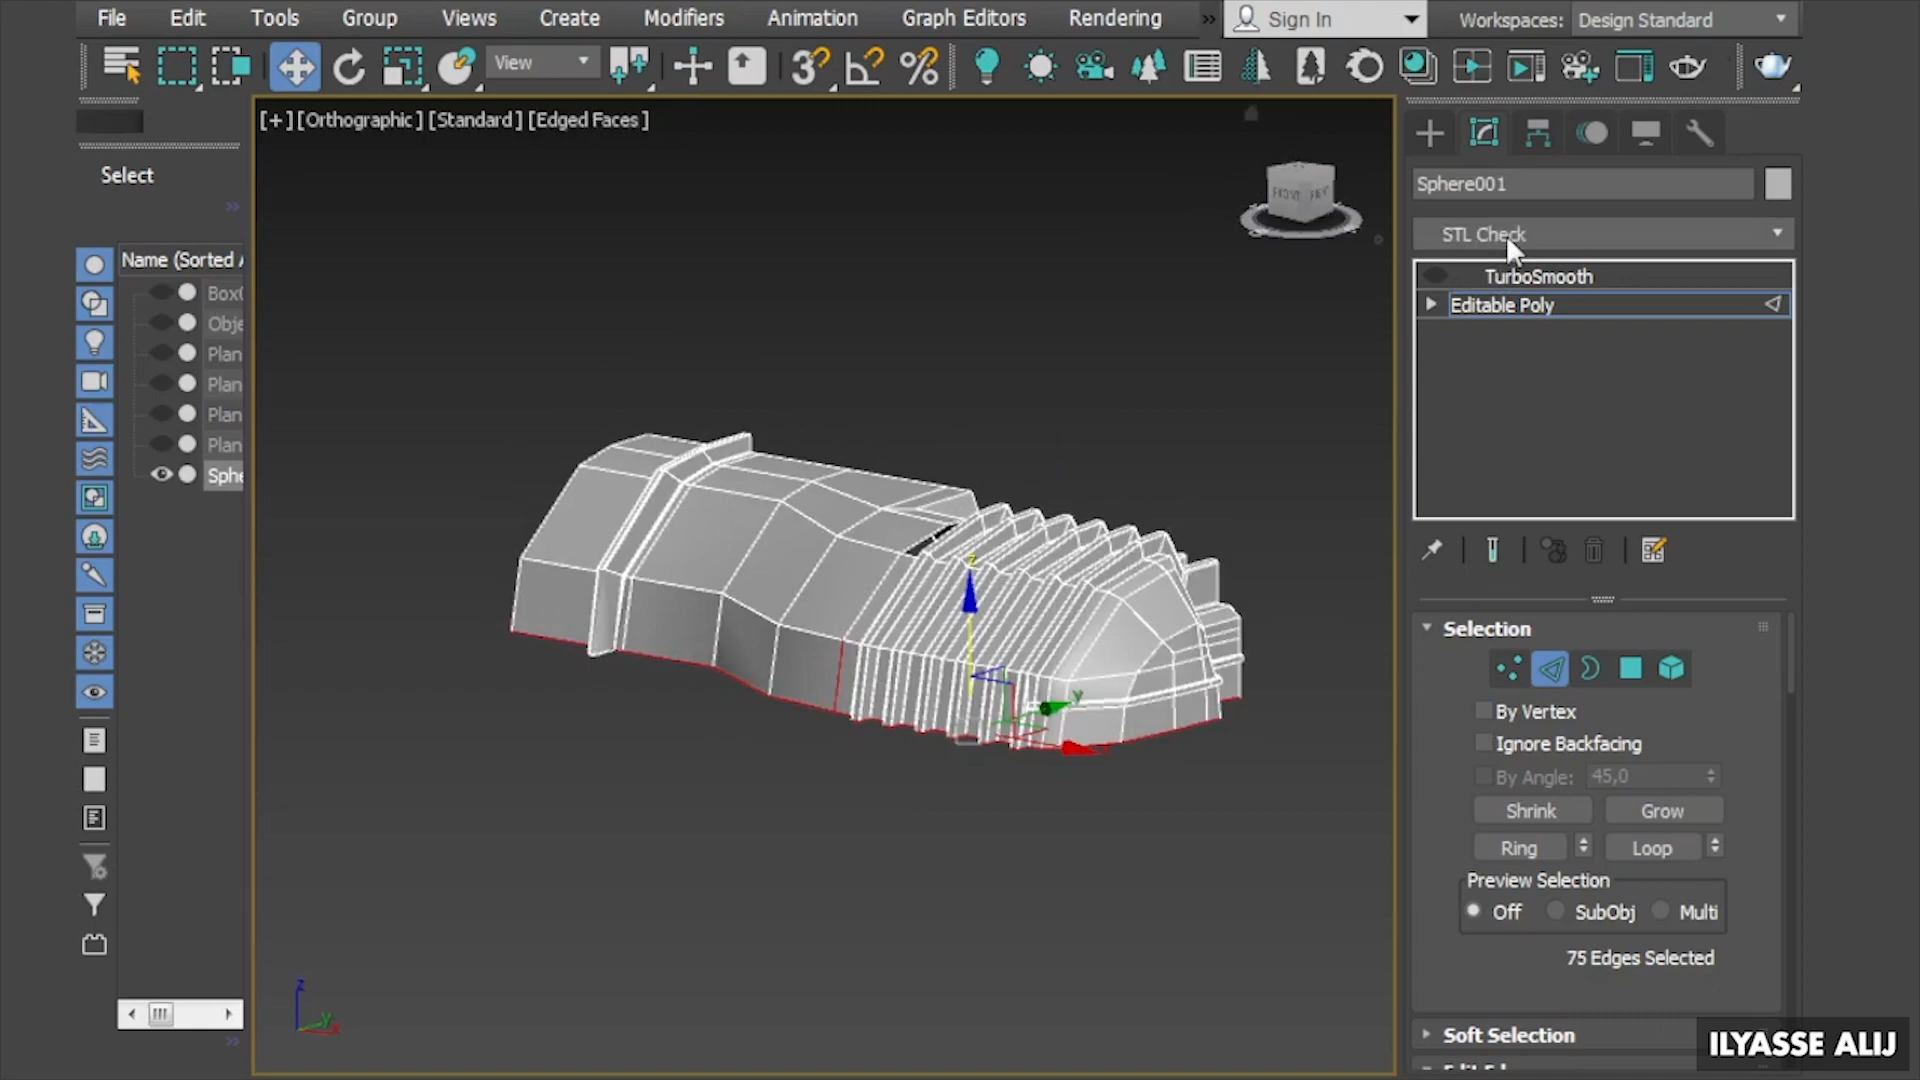 File Edit Tools Group Views Create Modifiers Animation Graph Editors Rendering » Sign In Workspaces: Design Standard
View
[+][Orthographic][Standard][Edged Faces]
Select
Sphere001
STL Check
TurboSmooth
Editable Poly
Name (Sorted A
Box0
Obje
Plan
Plan
Plan
Plan
Sphe
FRONT
z
y
Selection
By Vertex
Ignore Backfacing
By Angle: 45,0
Shrink Grow
Ring Loop
Preview Selection
Off SubObj Multi
75 Edges Selected
Soft Selection
z
y
x
ILYASSE ALIJ